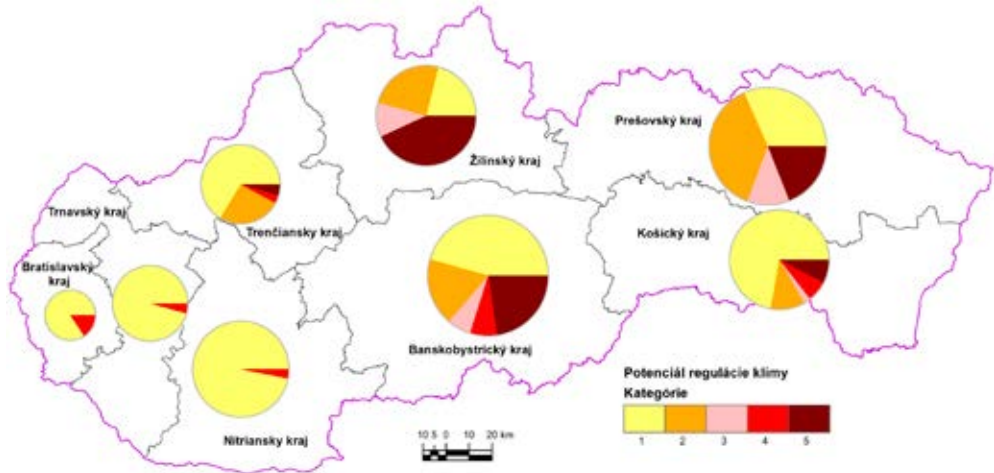 Prešovský kraj
Žilinský kraj
Trnavský kraj
Trenčiansky kraj
Košický kraj
Bratislavský
kraj
Banskobystrický kraj
Nitriansky kraj
Potenciál regulácie klímy
Kategórie
1 2 3 4 5
10 5 0 10 20 km